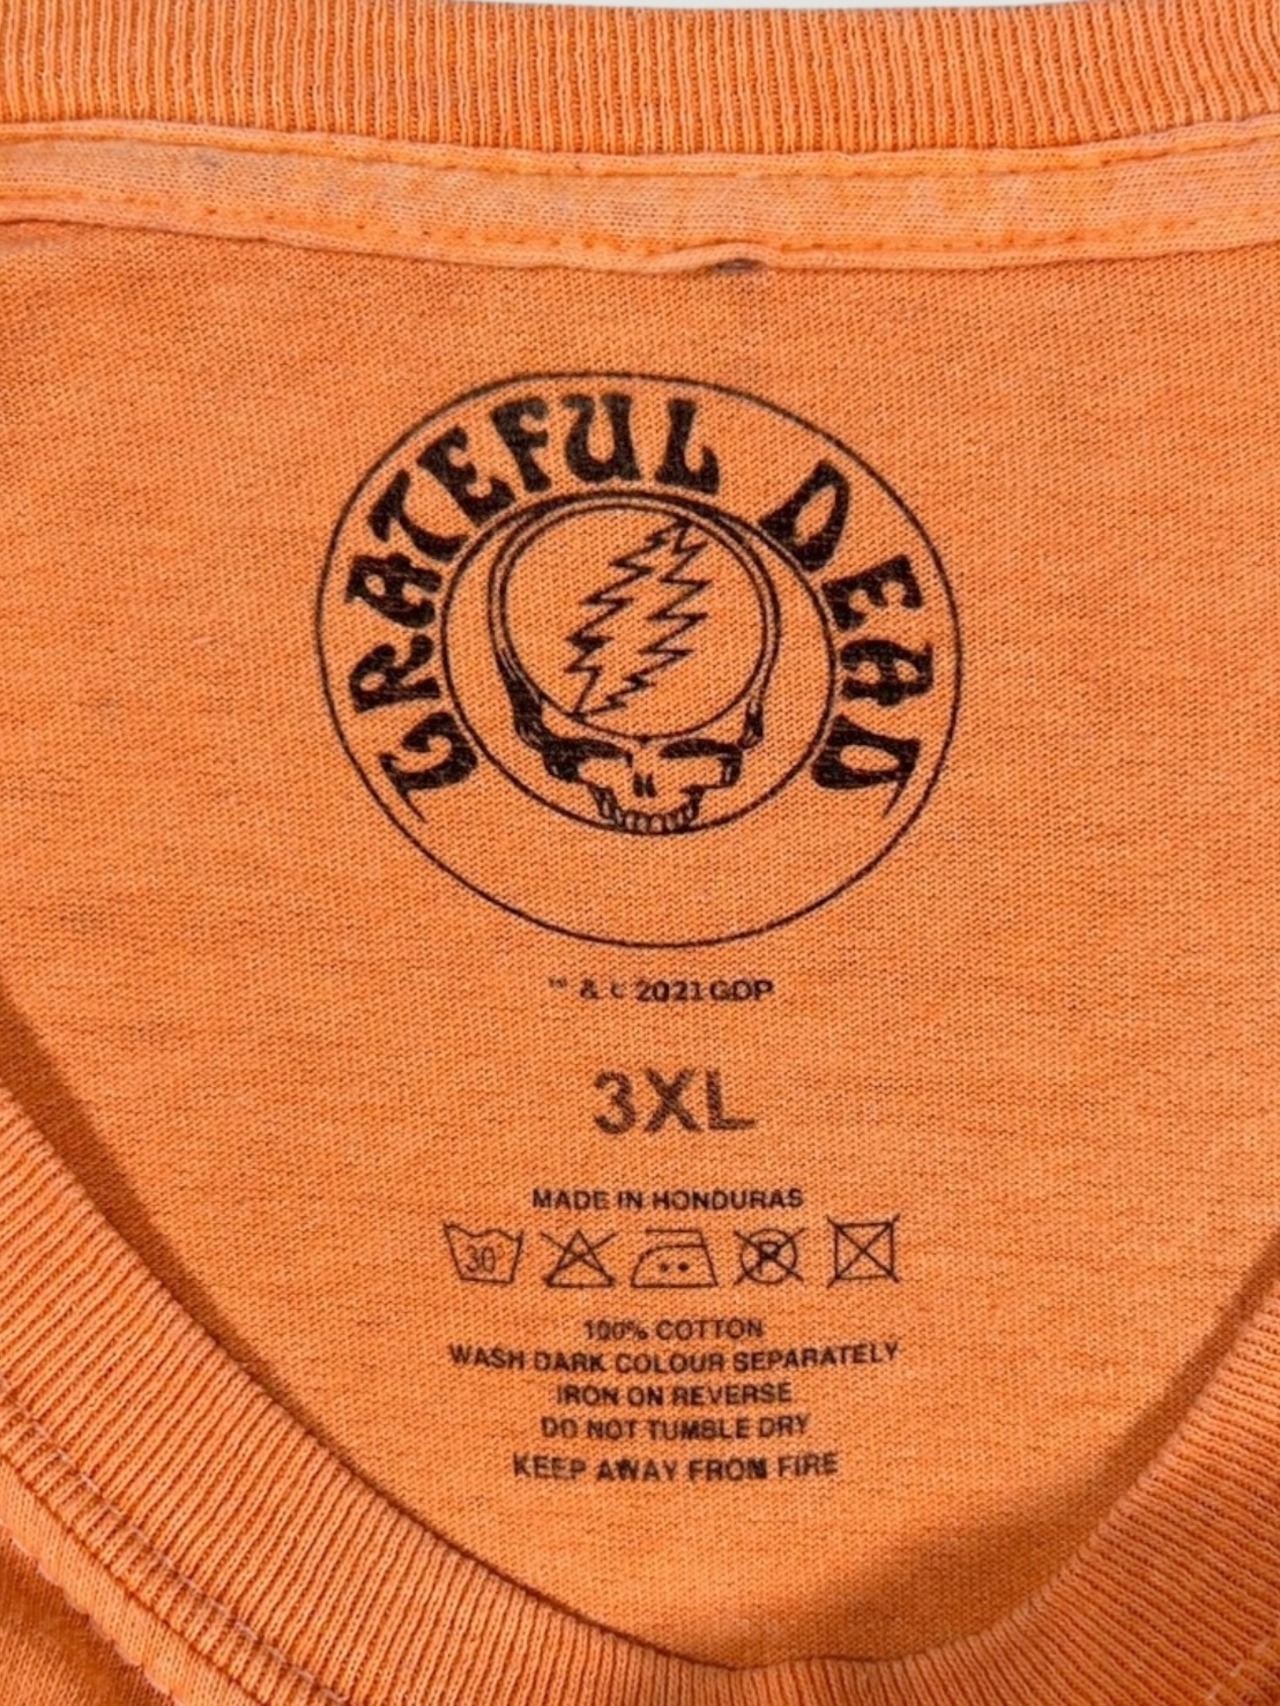 GRATEFUL DEAD
™ & © 2021 GDP
3XL
MADE IN HONDURAS
30°
P
100% COTTON
WASH DARK COLOUR SEPARATELY
IRON ON REVERSE
DO NOT TUMBLE DRY
KEEP AWAY FROM FIRE